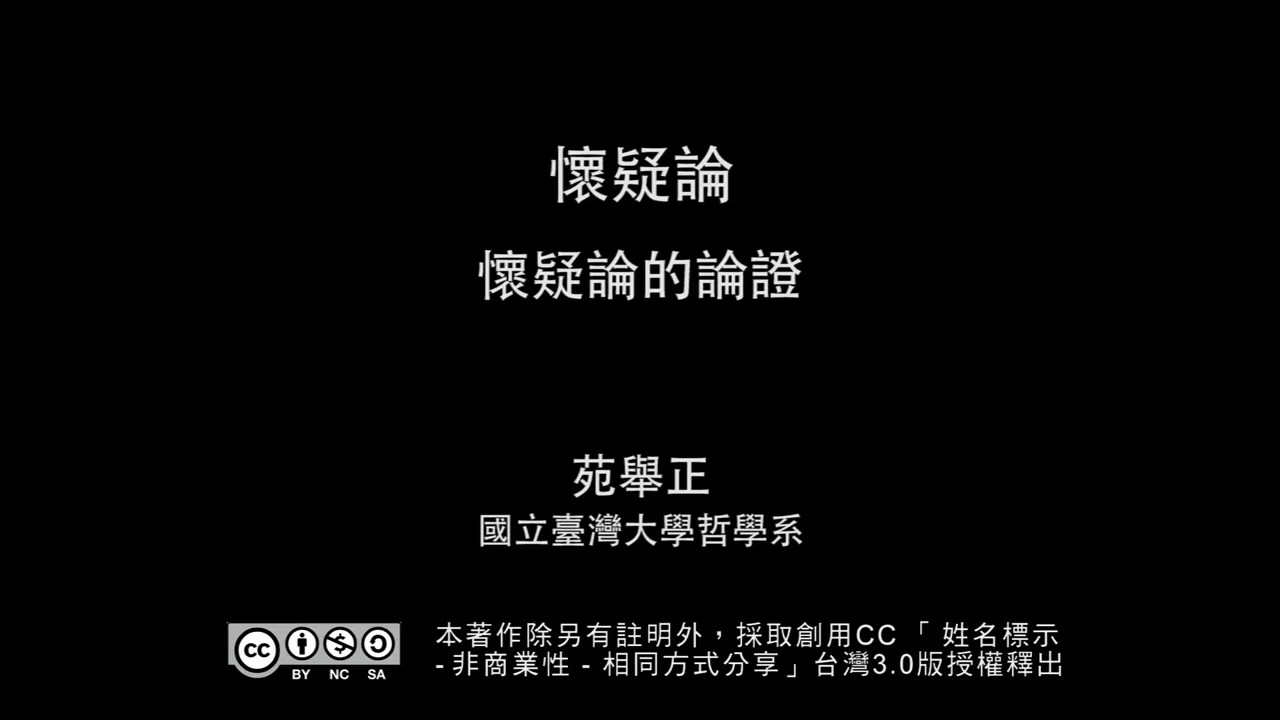 懷疑論
懷疑論的論證
苑舉正
國立臺灣大學哲學系
cc
BY NC SA
本著作除另有註明外，採取創用CC「 姓名標示
- 非商業性 - 相同方式分享」台灣3.0版授權釋出